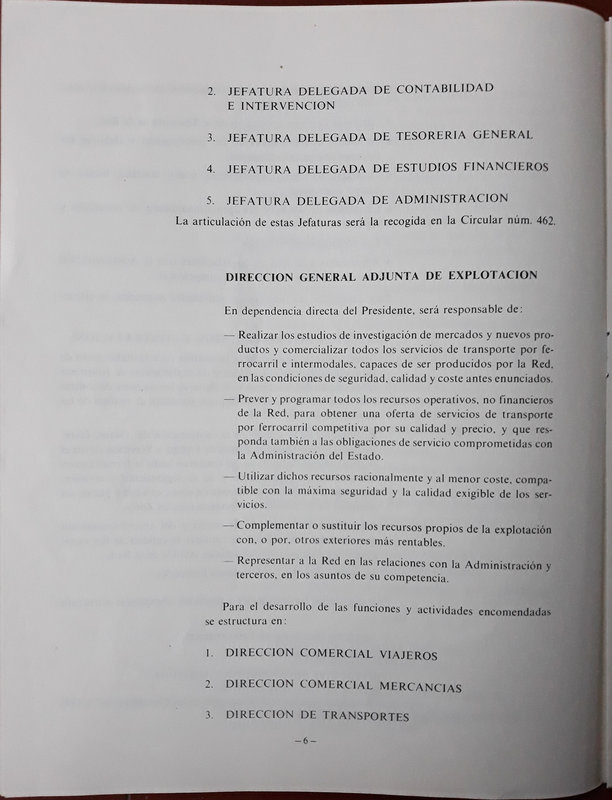 2. JEFATURA DELEGADA DE CONTABILIDAD
E INTERVENCION
3. JEFATURA DELEGADA DE TESORERIA GENERAL
4. JEFATURA DELEGADA DE ESTUDIOS FINANCIEROS
5. JEFATURA DELEGADA DE ADMINISTRACION
La articulación de estas Jefaturas será la recogida en la Circular núm. 462.
DIRECCION GENERAL ADJUNTA DE EXPLOTACION
En dependencia directa del Presidente, será responsable de:
— Realizar los estudios de investigación de mercados y nuevos pro-
ductos y comercializar todos los servicios de transporte por fe-
rrocarril e intermodales, capaces de ser producidos por la Red,
en las condiciones de seguridad, calidad y coste antes enunciados.
— Prever y programar todos los recursos operativos, no financieros
de la Red, para obtener una oferta de servicios de transporte
por ferrocarril competitiva por su calidad y precio, y que res-
ponda también a las obligaciones de servicio comprometidas con
la Administración del Estado.
— Utilizar dichos recursos racionalmente y al menor coste, compa-
tible con la máxima seguridad y la calidad exigible de los ser-
vicios.
— Complementar o sustituir los recursos propios de la explotación
con, o por, otros exteriores más rentables.
— Representar a la Red en las relaciones con la Administración y
terceros, en los asuntos de su competencia.
Para el desarrollo de las funciones y actividades encomendadas
se estructura en:
1. DIRECCION COMERCIAL VIAJEROS
2. DIRECCION COMERCIAL MERCANCIAS
3. DIRECCION DE TRANSPORTES
—6—